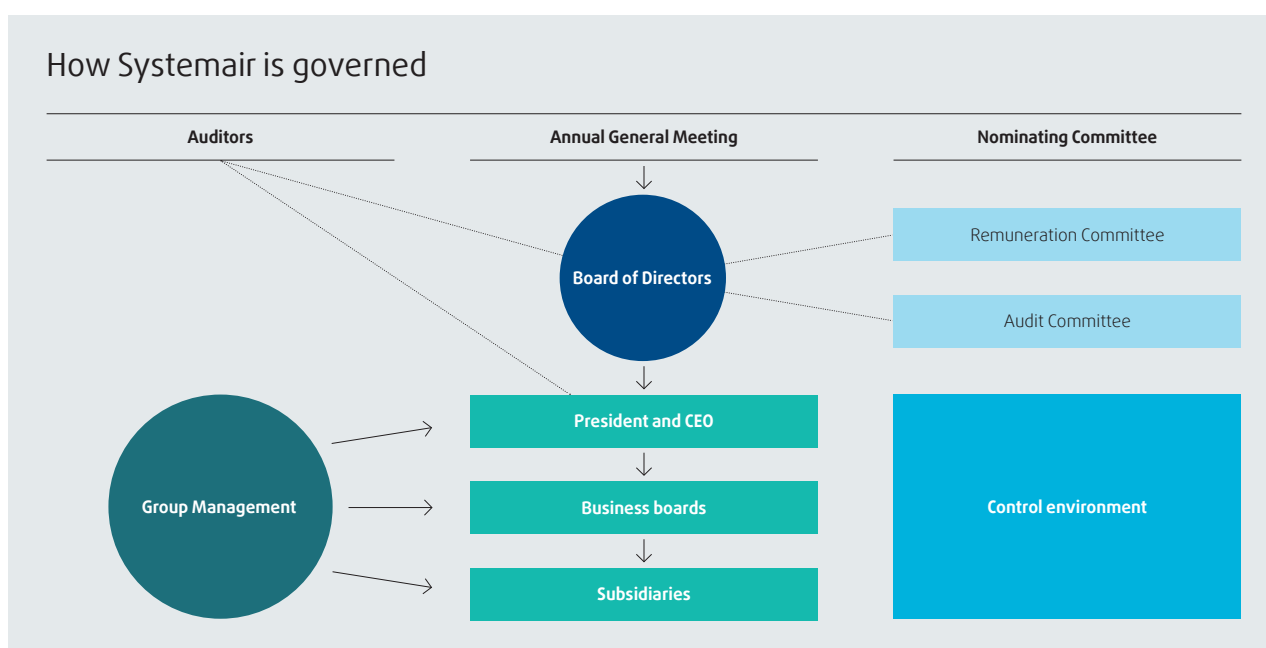 How Systemair is governed
Auditors
Annual General Meeting
Nominating Committee
Board of Directors
Remuneration Committee
Audit Committee
Group Management
President and CEO
Business boards
Subsidiaries
Control environment